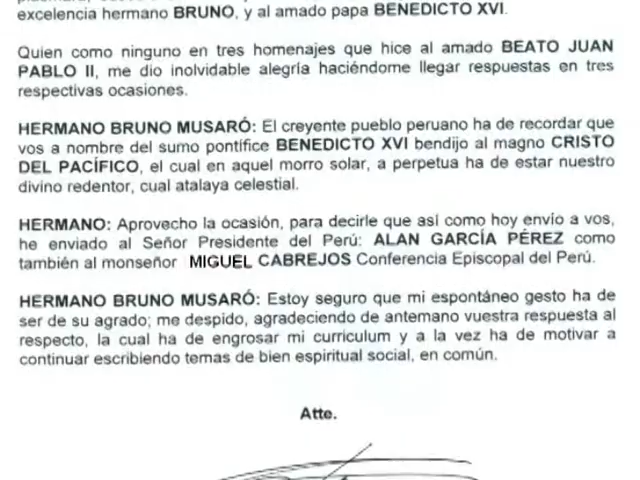 excelencia hermano BRUNO, y al amado papa BENEDICTO XVI.
Quien como ninguno en tres homenajes que hice al amado BEATO JUAN
PABLO II, me dio inolvidable alegría haciéndome llegar respuestas en tres
respectivas ocasiones.
HERMANO BRUNO MUSARÓ: El creyente pueblo peruano ha de recordar que
vos a nombre del sumo pontífice BENEDICTO XVI bendijo al magno CRISTO
DEL PACÍFICO, el cual en aquel morro solar, a perpetua ha de estar nuestro
divino redentor, cual atalaya celestial.
HERMANO: Aprovecho la ocasión, para decirle que así como hoy envío a vos,
he enviado al Señor Presidente del Perú: ALAN GARCÍA PÉREZ como
también al monseñor MIGUEL CABREJOS Conferencia Episcopal del Perú.
HERMANO BRUNO MUSARÓ: Estoy seguro que mi espontáneo gesto ha de
ser de su agrado; me despido, agradeciendo de antemano vuestra respuesta al
respecto, la cual ha de engrosar mi curriculum y a la vez ha de motivar a
continuar escribiendo temas de bien espiritual social, en común.
Atte.